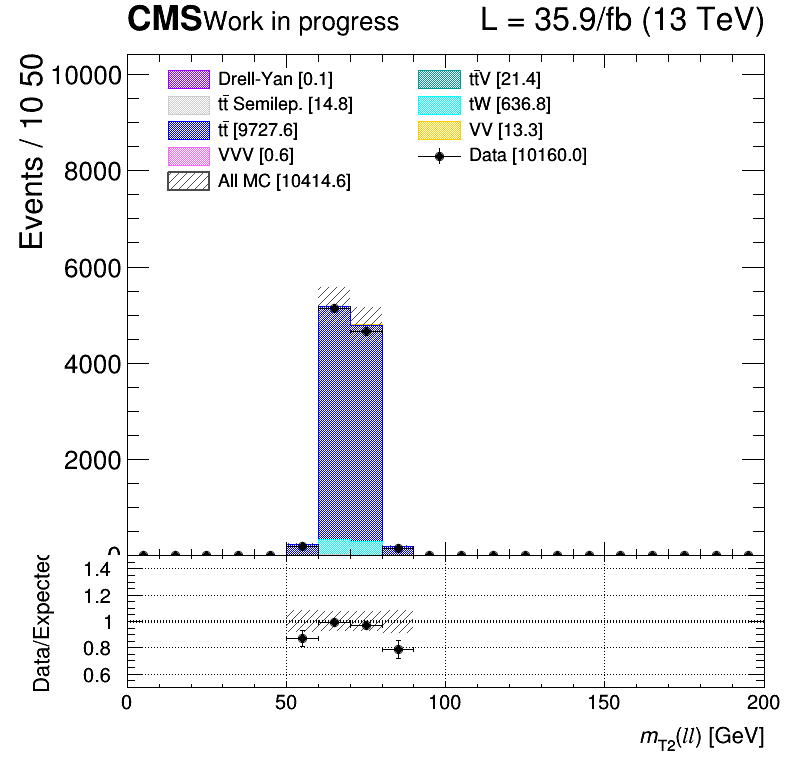 CMS Work in progress L = 35.9/fb (13 TeV)
Events / 10 50
10000
8000
6000
4000
2000
0
Drell-Yan [0.1]
tt̄ Semilep. [14.8]
tt̄ [9727.6]
VVV [0.6]
All MC [10414.6]
tt̄V [21.4]
tW [636.8]
VV [13.3]
Data [10160.0]
Data/Expected
1.4
1.2
1
0.8
0.6
0 50 100 150 200
m_T2(ll) [GeV]